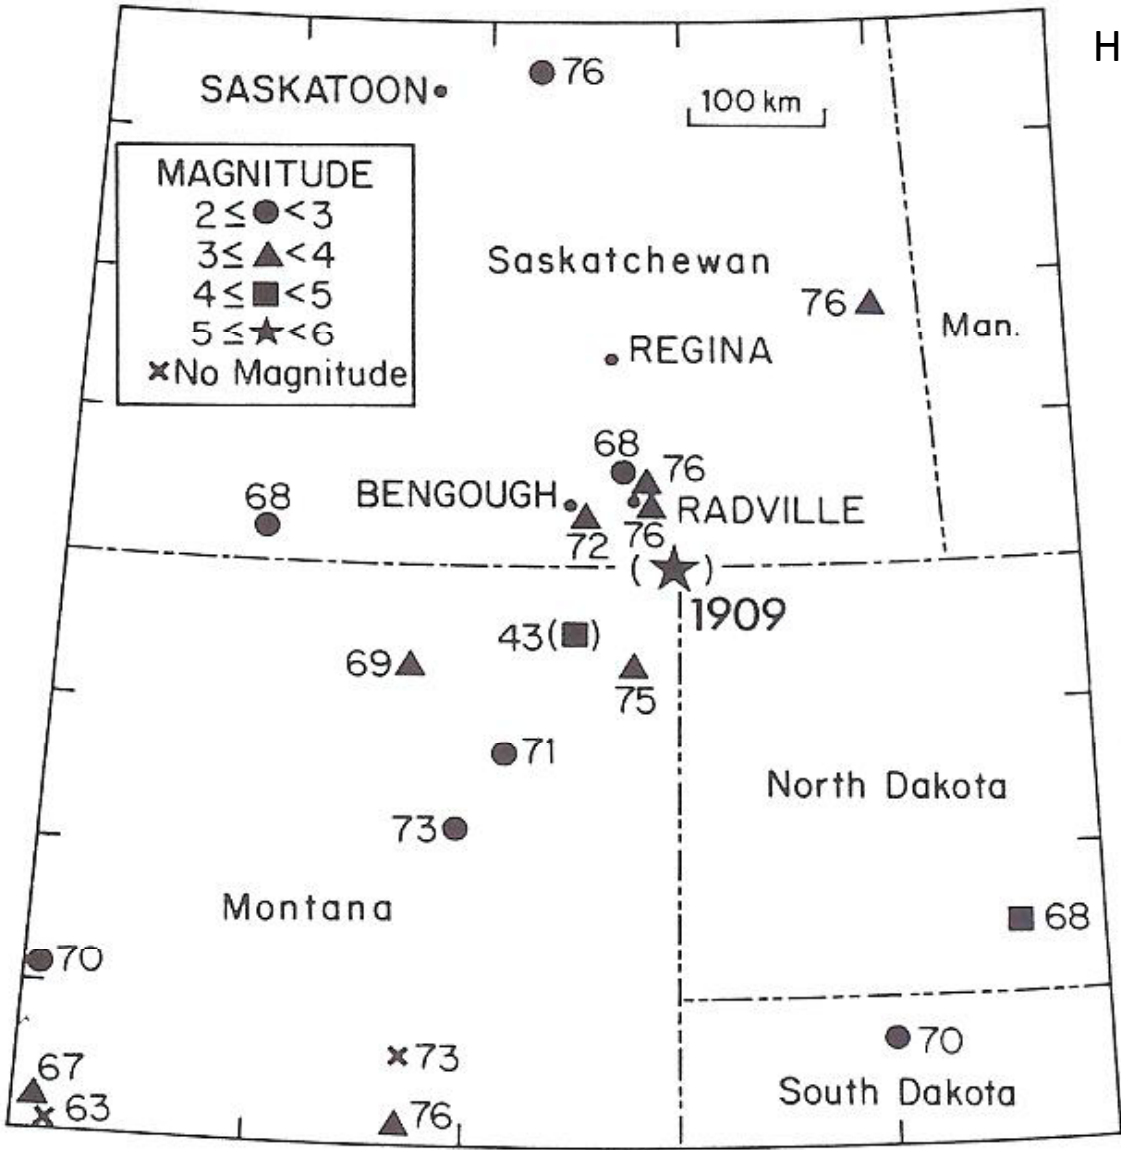 H
76
SASKATOON
100 km
MAGNITUDE
2 ≤ ● < 3
3 ≤ ▲ < 4
4 ≤ ■ < 5
5 ≤ ★ < 6
×No Magnitude
Saskatchewan
76
Man.
REGINA
68
76
68
BENGOUGH
RADVILLE
72
76
( ★ )
1909
43(■)
69
75
71
North Dakota
73
Montana
68
70
73
70
67
South Dakota
63
76